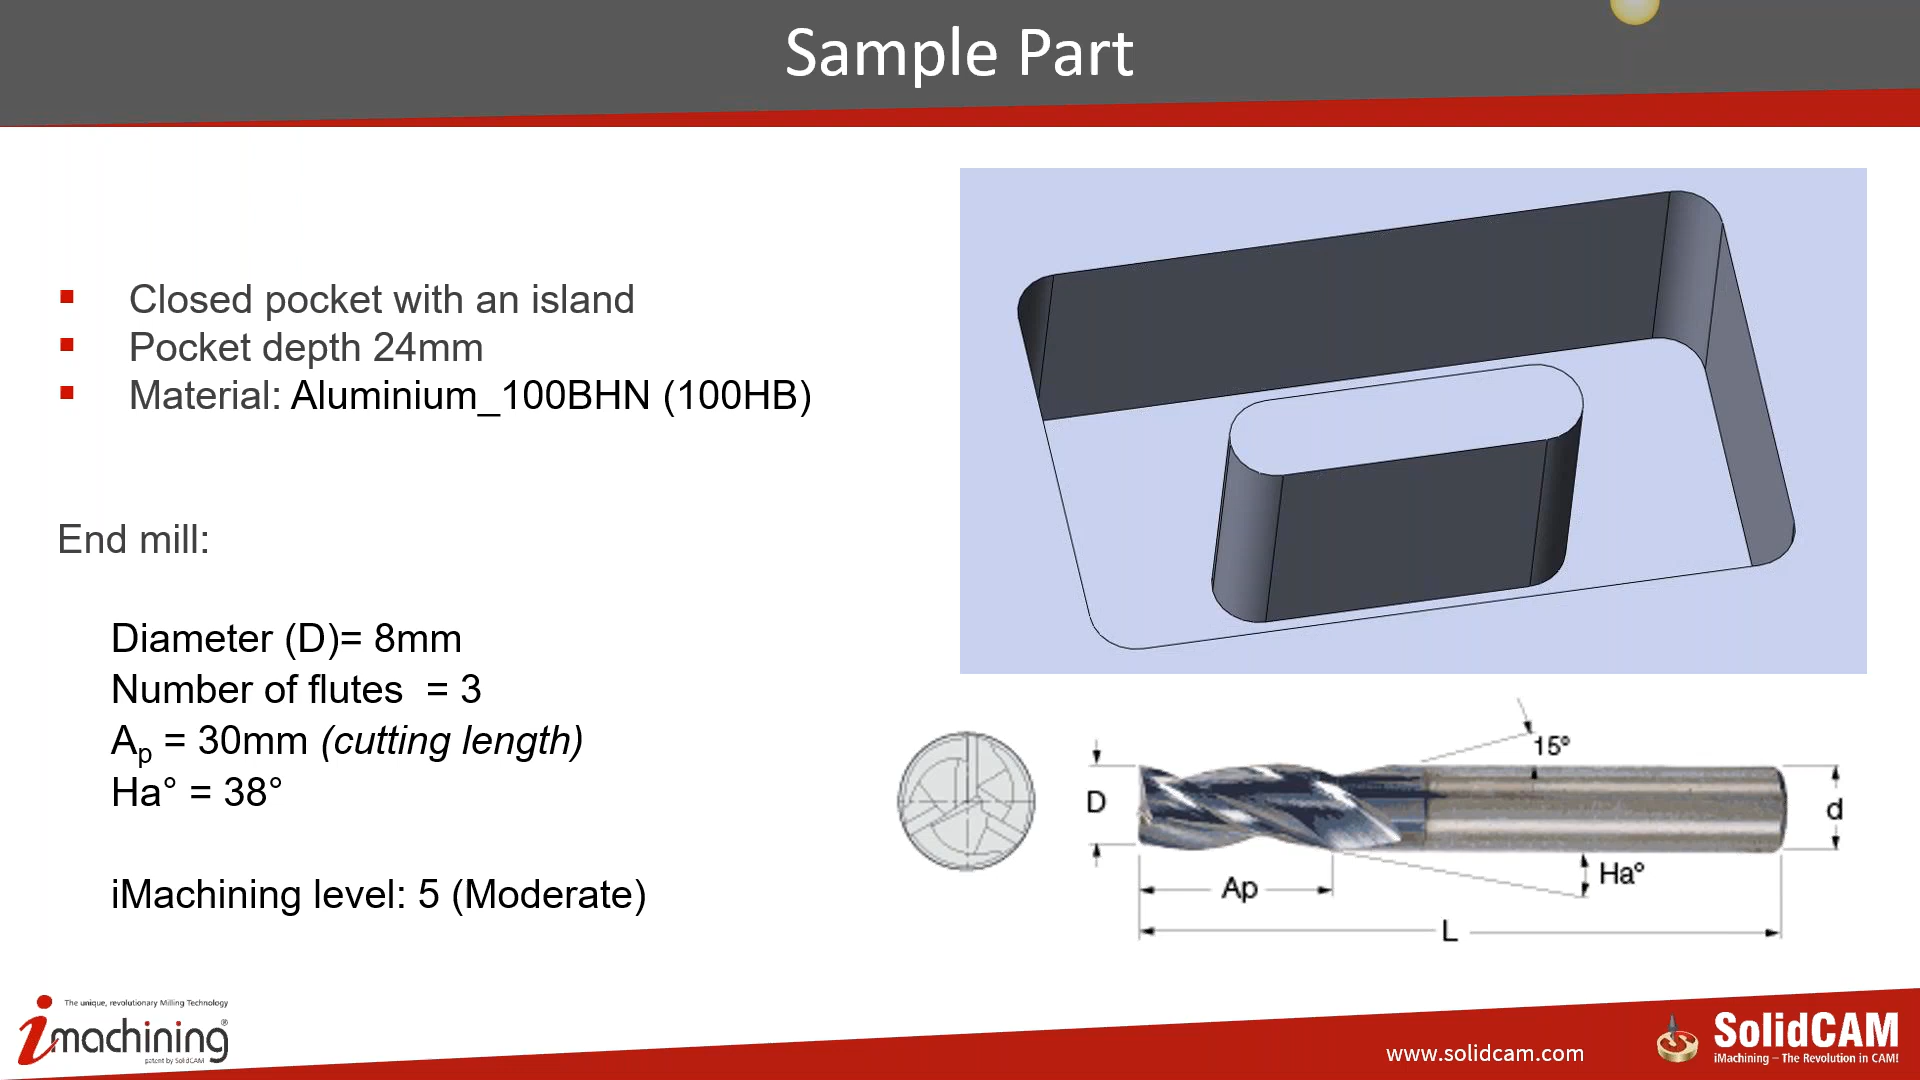 Sample Part
▪ Closed pocket with an island
▪ Pocket depth 24mm
▪ Material: Aluminium_100BHN (100HB)
End mill:
Diameter (D)= 8mm
Number of flutes  = 3
Ap = 30mm (cutting length)
Ha° = 38°
iMachining level: 5 (Moderate)
15°
D
d
Ha°
Ap
L
The unique, revolutionary Milling Technology
imachining®
patent by SolidCAM
www.solidcam.com
SolidCAM
iMachining – The Revolution in CAM!